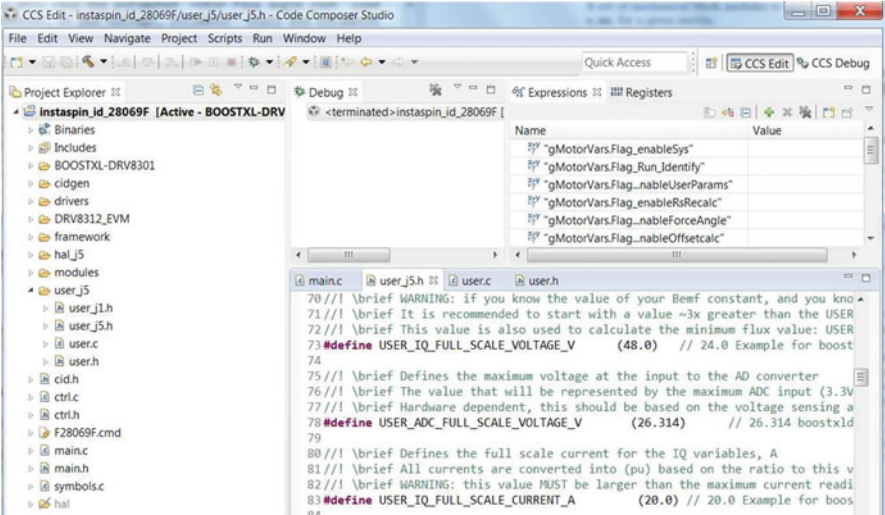 CCS Edit - instaspin_id_28069F/user_j5/user_j5.h - Code Composer Studio
File Edit View Navigate Project Scripts Run Window Help
Quick Access
CCS Edit
CCS Debug
Project Explorer
instaspin_id_28069F [Active - BOOSTXL-DRV
Binaries
Includes
BOOSTXL-DRV8301
cidgen
drivers
DRV8312_EVM
framework
hal_j5
modules
user_j5
user_j1.h
user_j5.h
user.c
user.h
cid.h
ctrl.c
ctrl.h
F28069F.cmd
main.c
main.h
symbols.c
hal
Debug
<terminated>instaspin_id_28069F [
Expressions
Registers
Name Value
"gMotorVars.Flag_enableSys"
"gMotorVars.Flag_Run_Identify"
"gMotorVars.Flag...nableUserParams"
"gMotorVars.Flag_enableRsRecalc"
"gMotorVars.Flag...nableForceAngle"
"gMotorVars.Flag...nableOffsetcalc"
main.c user_j5.h user.c user.h
70 //! \brief WARNING: if you know the value of your Bemf constant, and you kno
71 //! \brief It is recommended to start with a value ~3x greater than the USER
72 //! \brief This value is also used to calculate the minimum flux value: USER
73 #define USER_IQ_FULL_SCALE_VOLTAGE_V (48.0) // 24.0 Example for boost
74
75 //! \brief Defines the maximum voltage at the input to the AD converter
76 //! \brief The value that will be represented by the maximum ADC input (3.3V
77 //! \brief Hardware dependent, this should be based on the voltage sensing a
78 #define USER_ADC_FULL_SCALE_VOLTAGE_V (26.314) // 26.314 boostxld
79
80 //! \brief Defines the full scale current for the IQ variables, A
81 //! \brief All currents are converted into (pu) based on the ratio to this v
82 //! \brief WARNING: this value MUST be larger than the maximum current readi
83 #define USER_IQ_FULL_SCALE_CURRENT_A (20.0) // 20.0 Example for boos